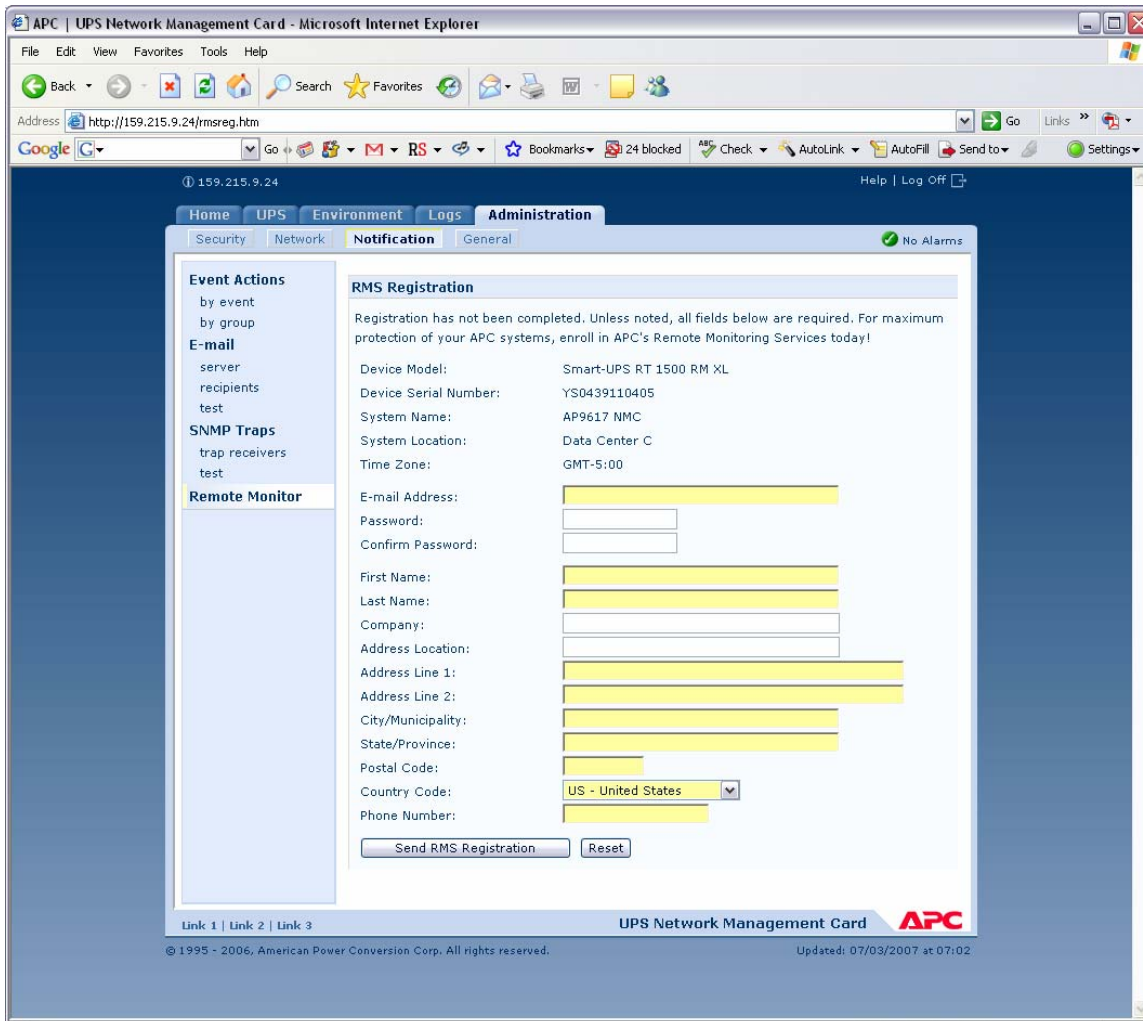 APC | UPS Network Management Card - Microsoft Internet Explorer
File Edit View Favorites Tools Help
Back Search Favorites
Address http://159.215.9.24/rmsreg.htm Go Links »
Google G Go RS Bookmarks 24 blocked ABC Check AutoLink AutoFill Send to Settings
159.215.9.24 Help | Log Off
Home UPS Environment Logs Administration
Security Network Notification General No Alarms
Event Actions
by event
by group
E-mail
server
recipients
test
SNMP Traps
trap receivers
test
Remote Monitor
RMS Registration
Registration has not been completed. Unless noted, all fields below are required. For maximum
protection of your APC systems, enroll in APC's Remote Monitoring Services today!
Device Model: Smart-UPS RT 1500 RM XL
Device Serial Number: YS0439110405
System Name: AP9617 NMC
System Location: Data Center C
Time Zone: GMT-5:00
E-mail Address:
Password:
Confirm Password:
First Name:
Last Name:
Company:
Address Location:
Address Line 1:
Address Line 2:
City/Municipality:
State/Province:
Postal Code:
Country Code: US - United States
Phone Number:
Send RMS Registration Reset
Link 1 | Link 2 | Link 3 UPS Network Management Card APC
© 1995 - 2006, American Power Conversion Corp. All rights reserved. Updated: 07/03/2007 at 07:02